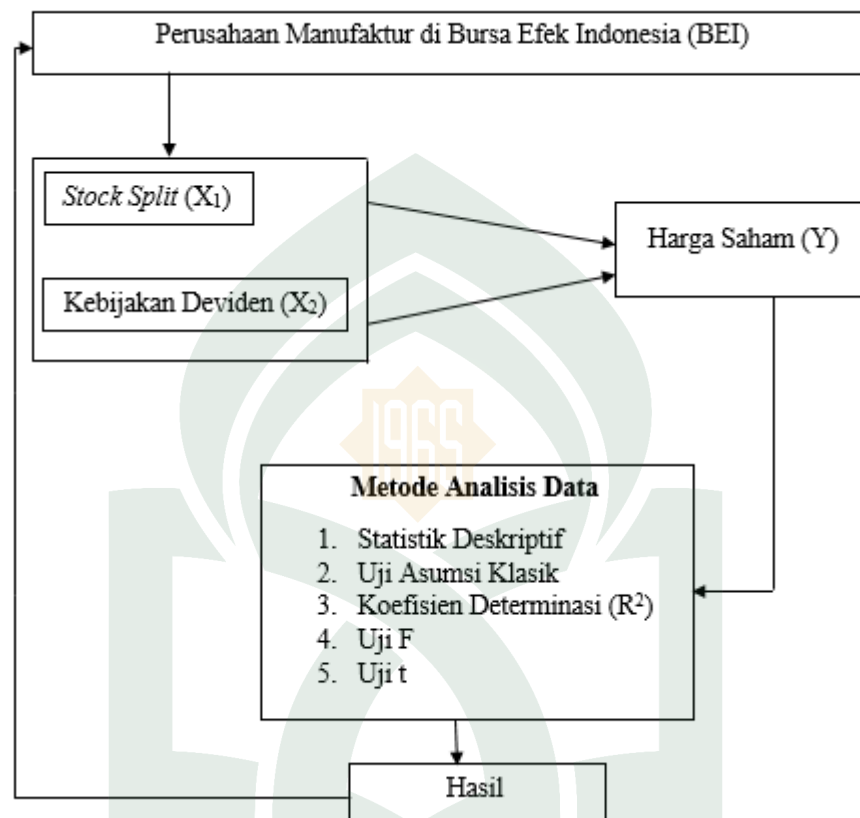 Perusahaan Manufaktur di Bursa Efek Indonesia (BEI)
Stock Split (X₁)
Harga Saham (Y)
Kebijakan Deviden (X₂)
1965
Metode Analisis Data
1. Statistik Deskriptif
2. Uji Asumsi Klasik
3. Koefisien Determinasi (R²)
4. Uji F
5. Uji t
Hasil